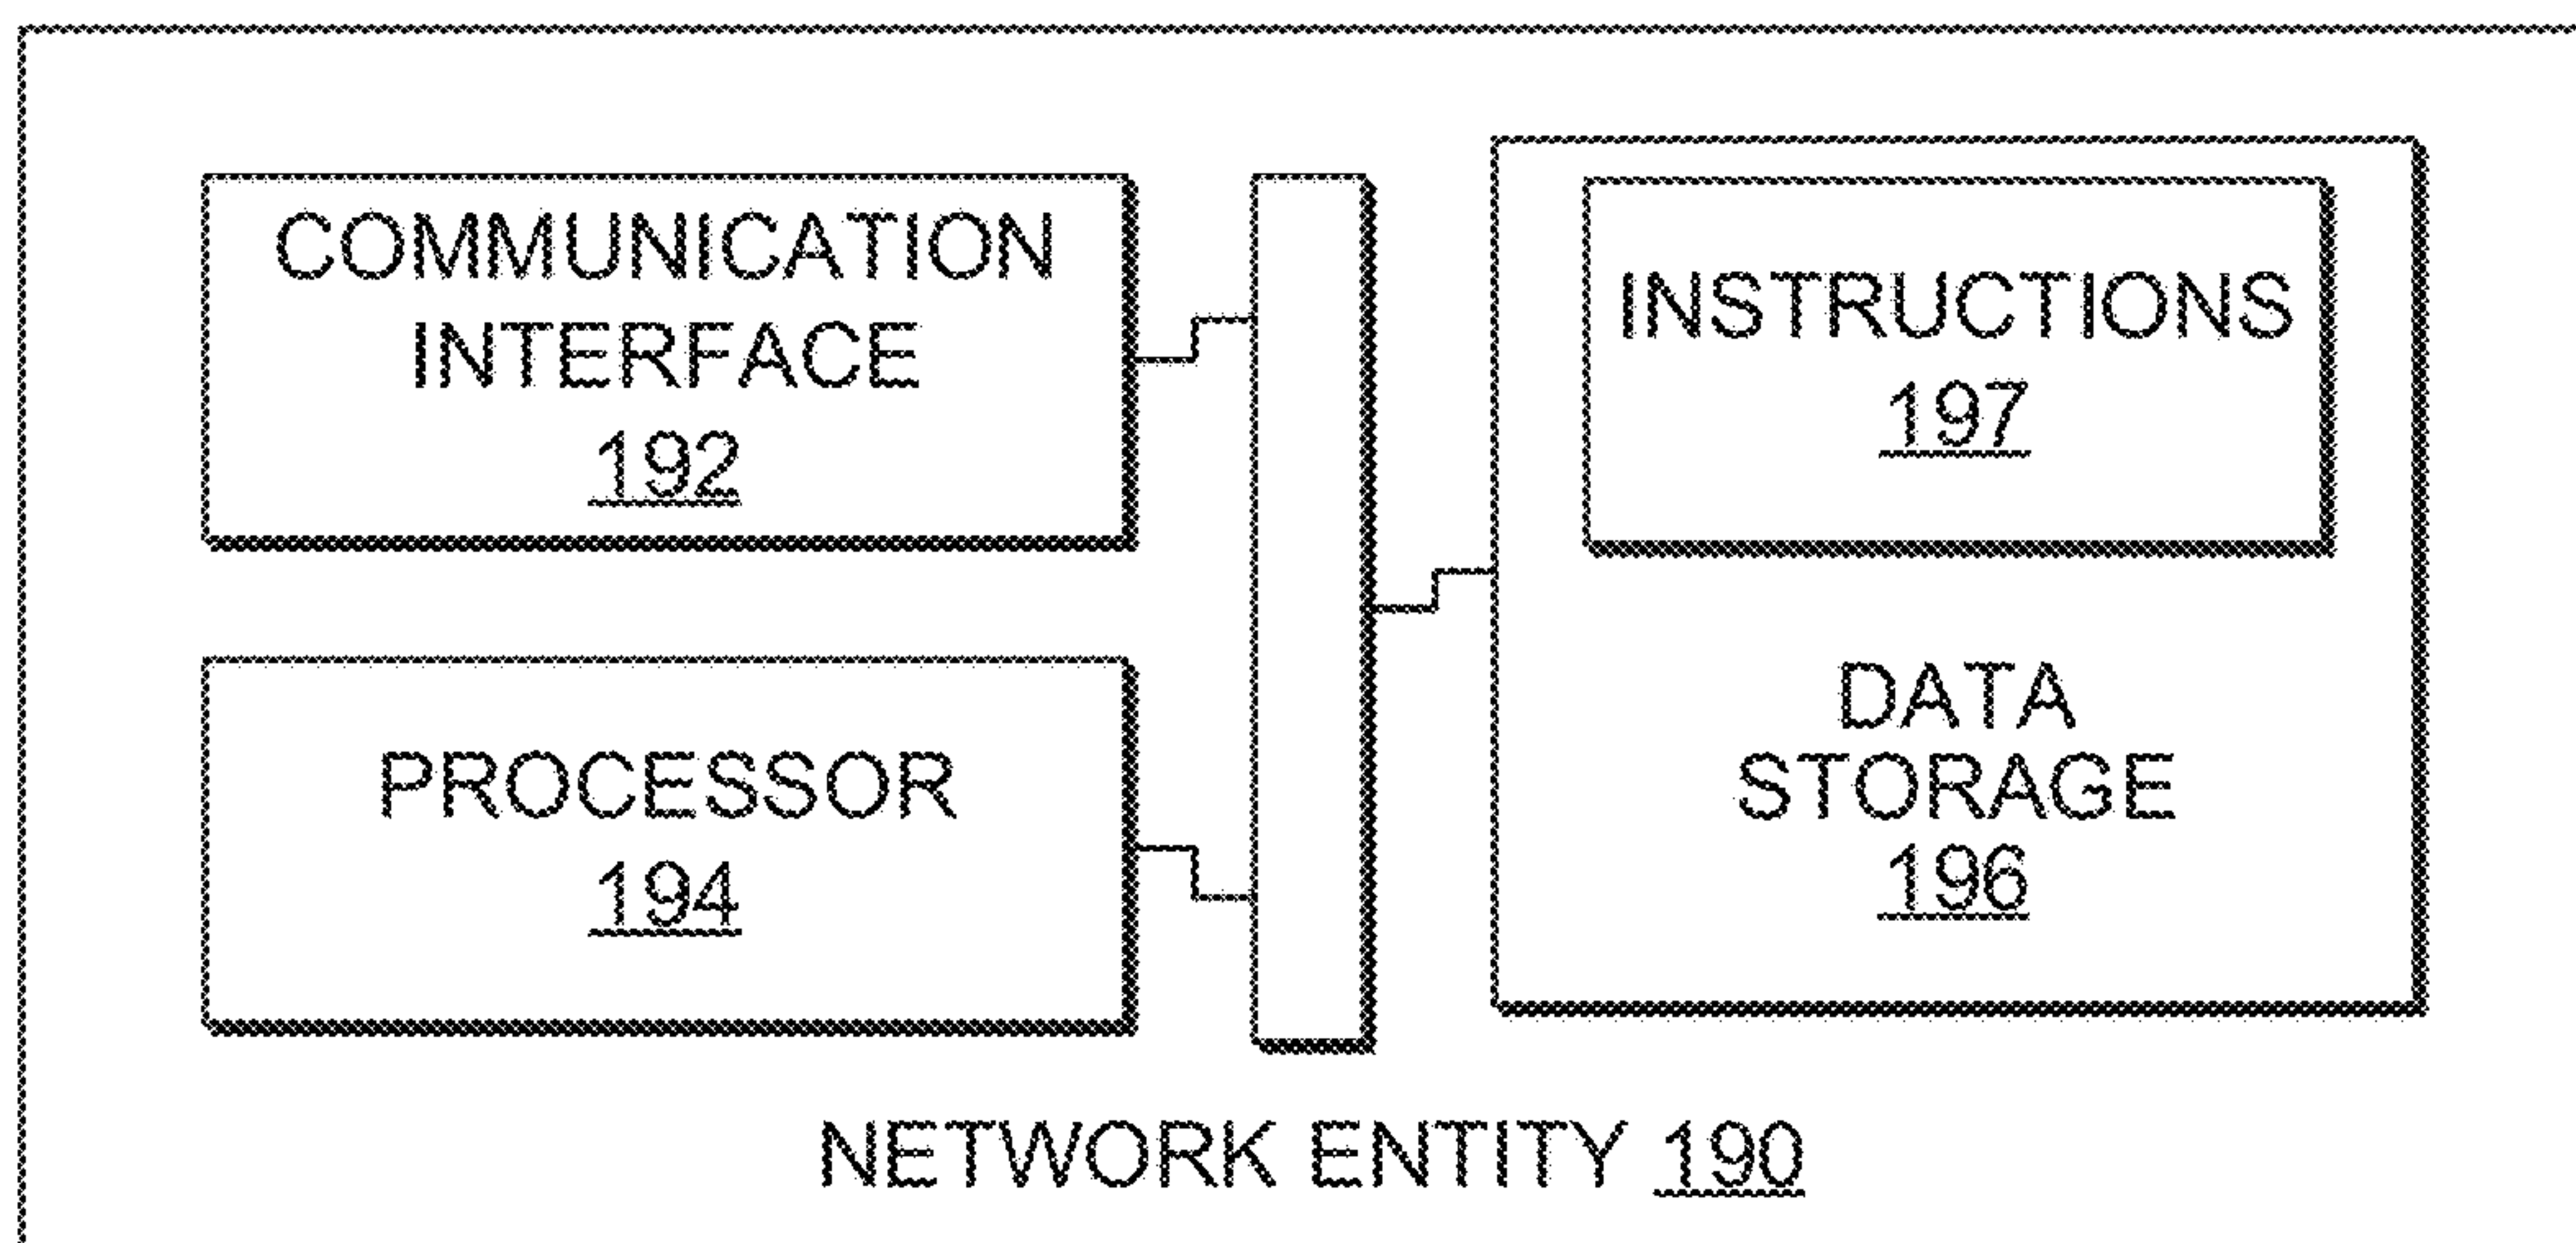 COMMUNICATION
INTERFACE
192
PROCESSOR
194
INSTRUCTIONS
197
DATA
STORAGE
196
NETWORK ENTITY 190